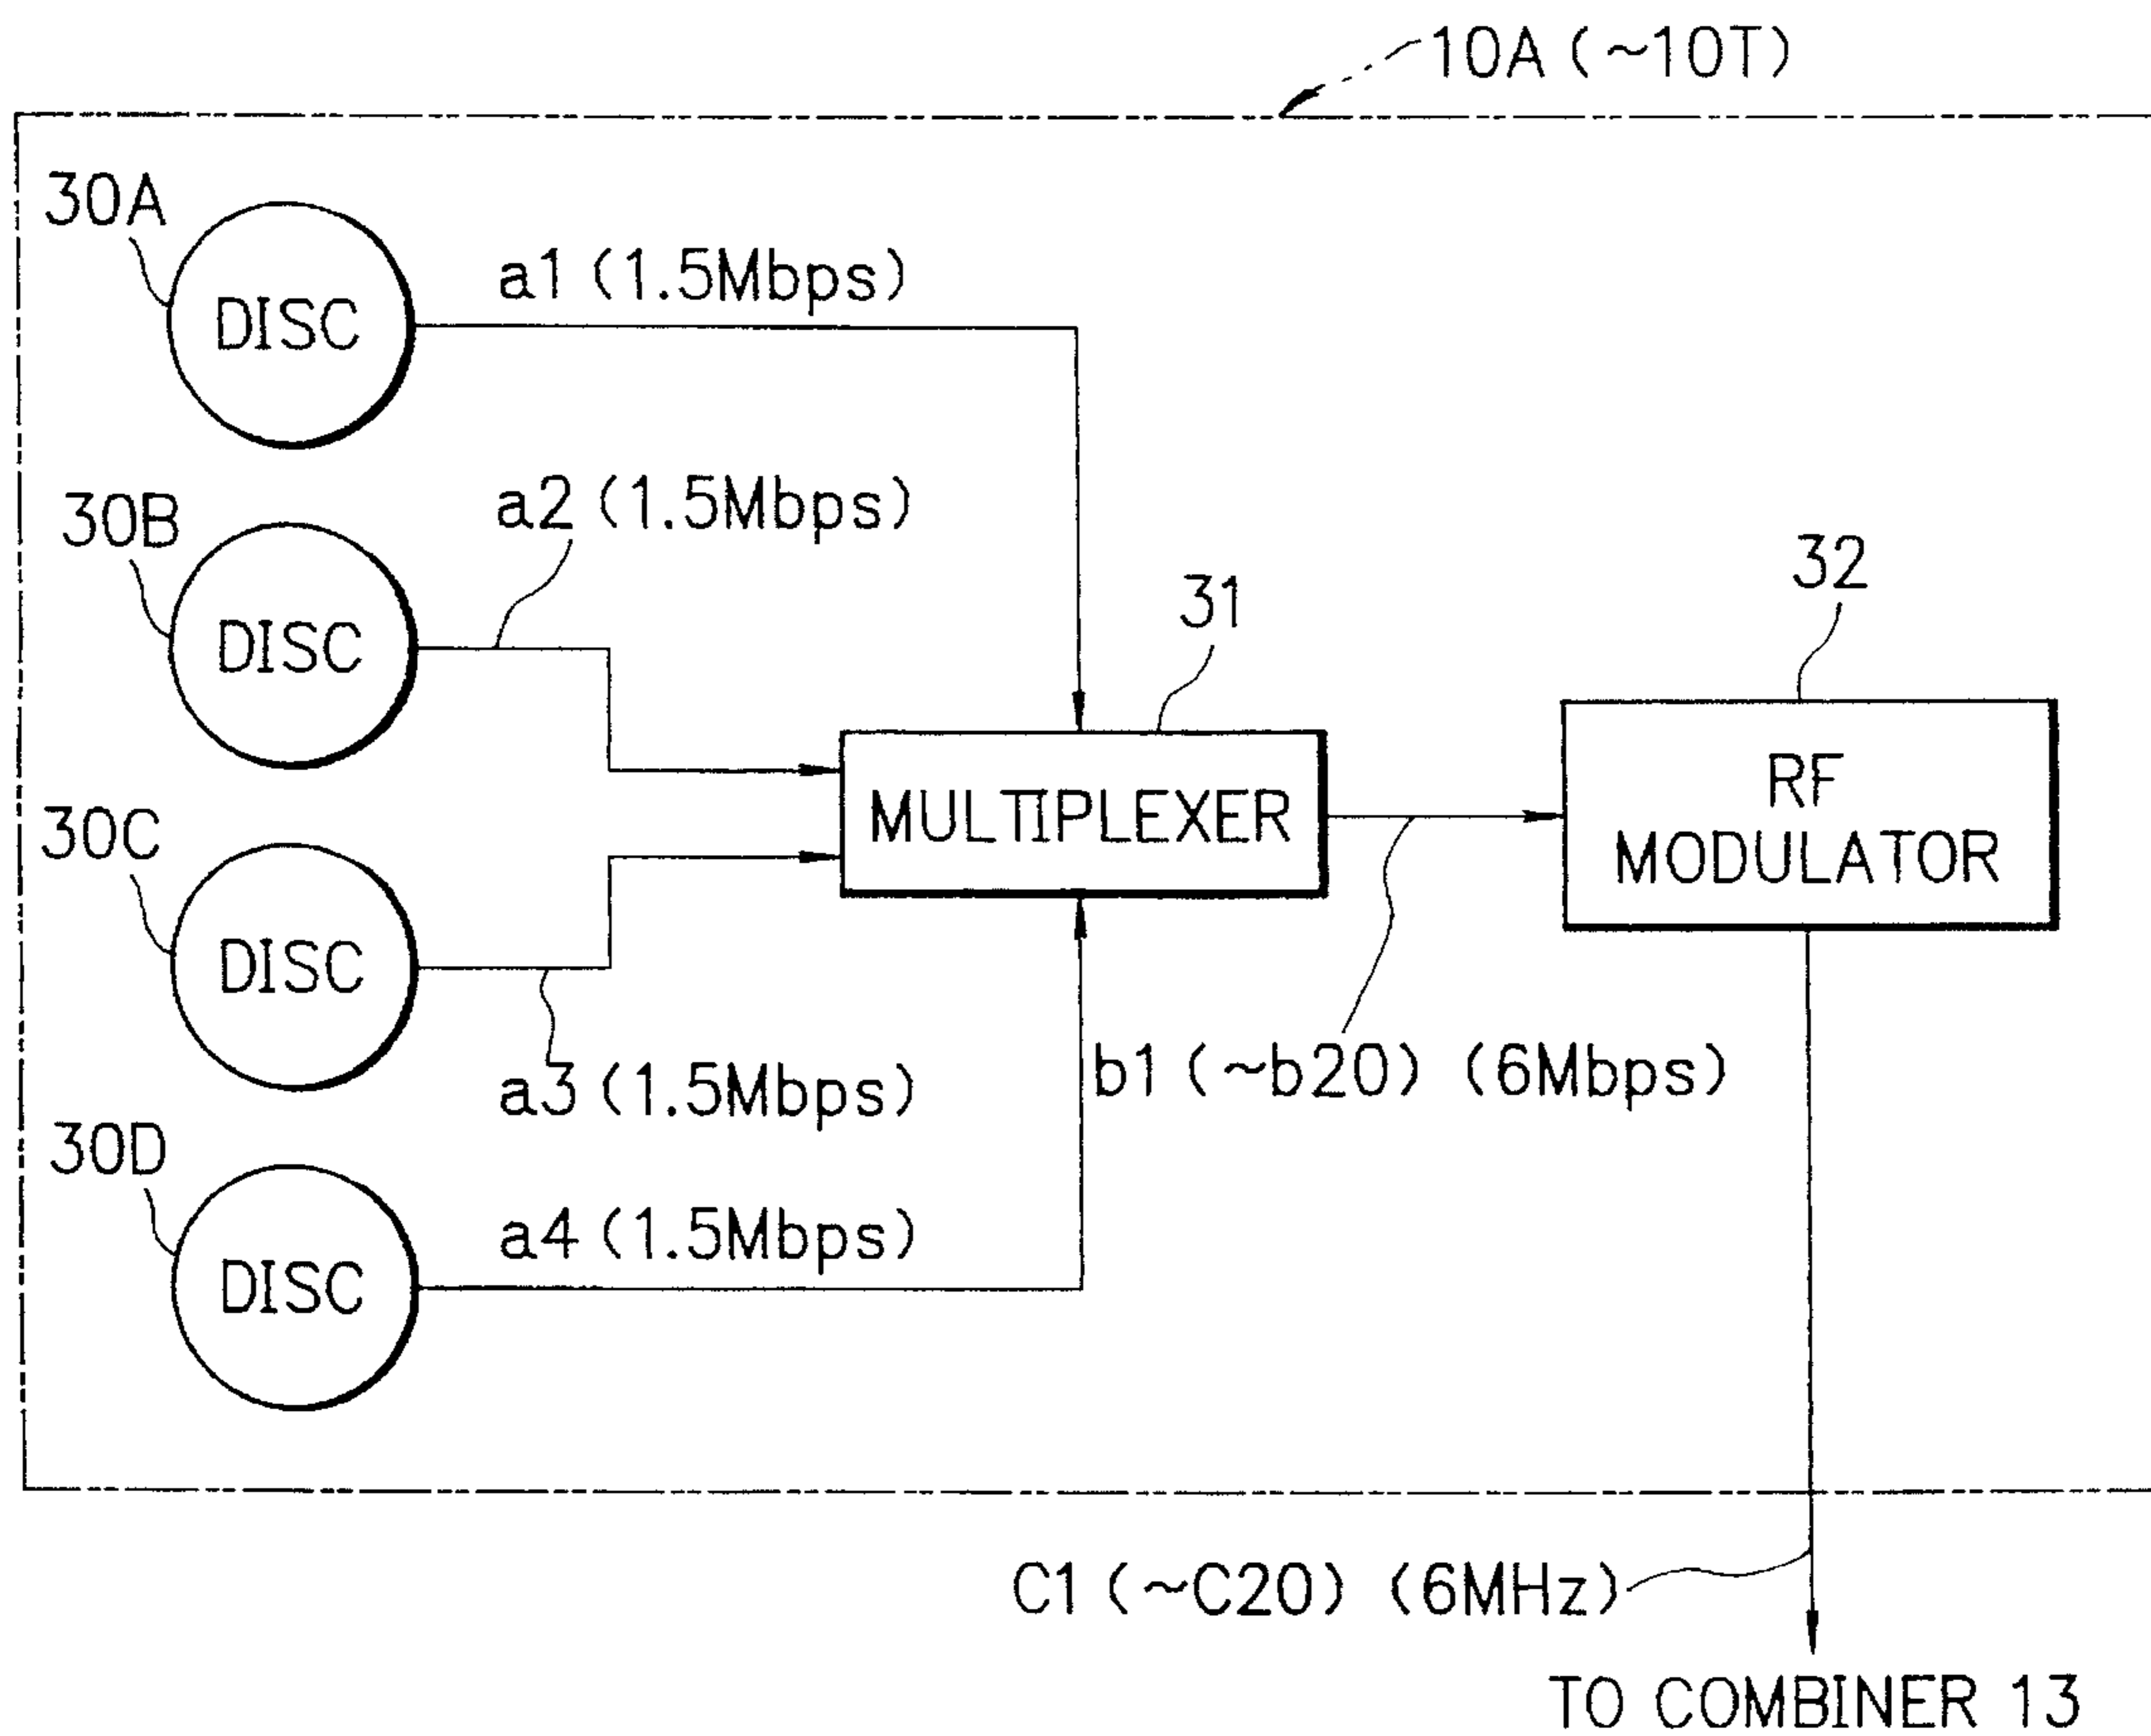 10A (~10T)
30A
DISC
a1 (1.5Mbps)
30B
DISC
a2 (1.5Mbps)
31
MULTIPLEXER
32
RF
MODULATOR
30C
DISC
a3 (1.5Mbps)
b1 (~b20) (6Mbps)
30D
DISC
a4 (1.5Mbps)
C1 (~C20) (6MHz)
TO COMBINER 13